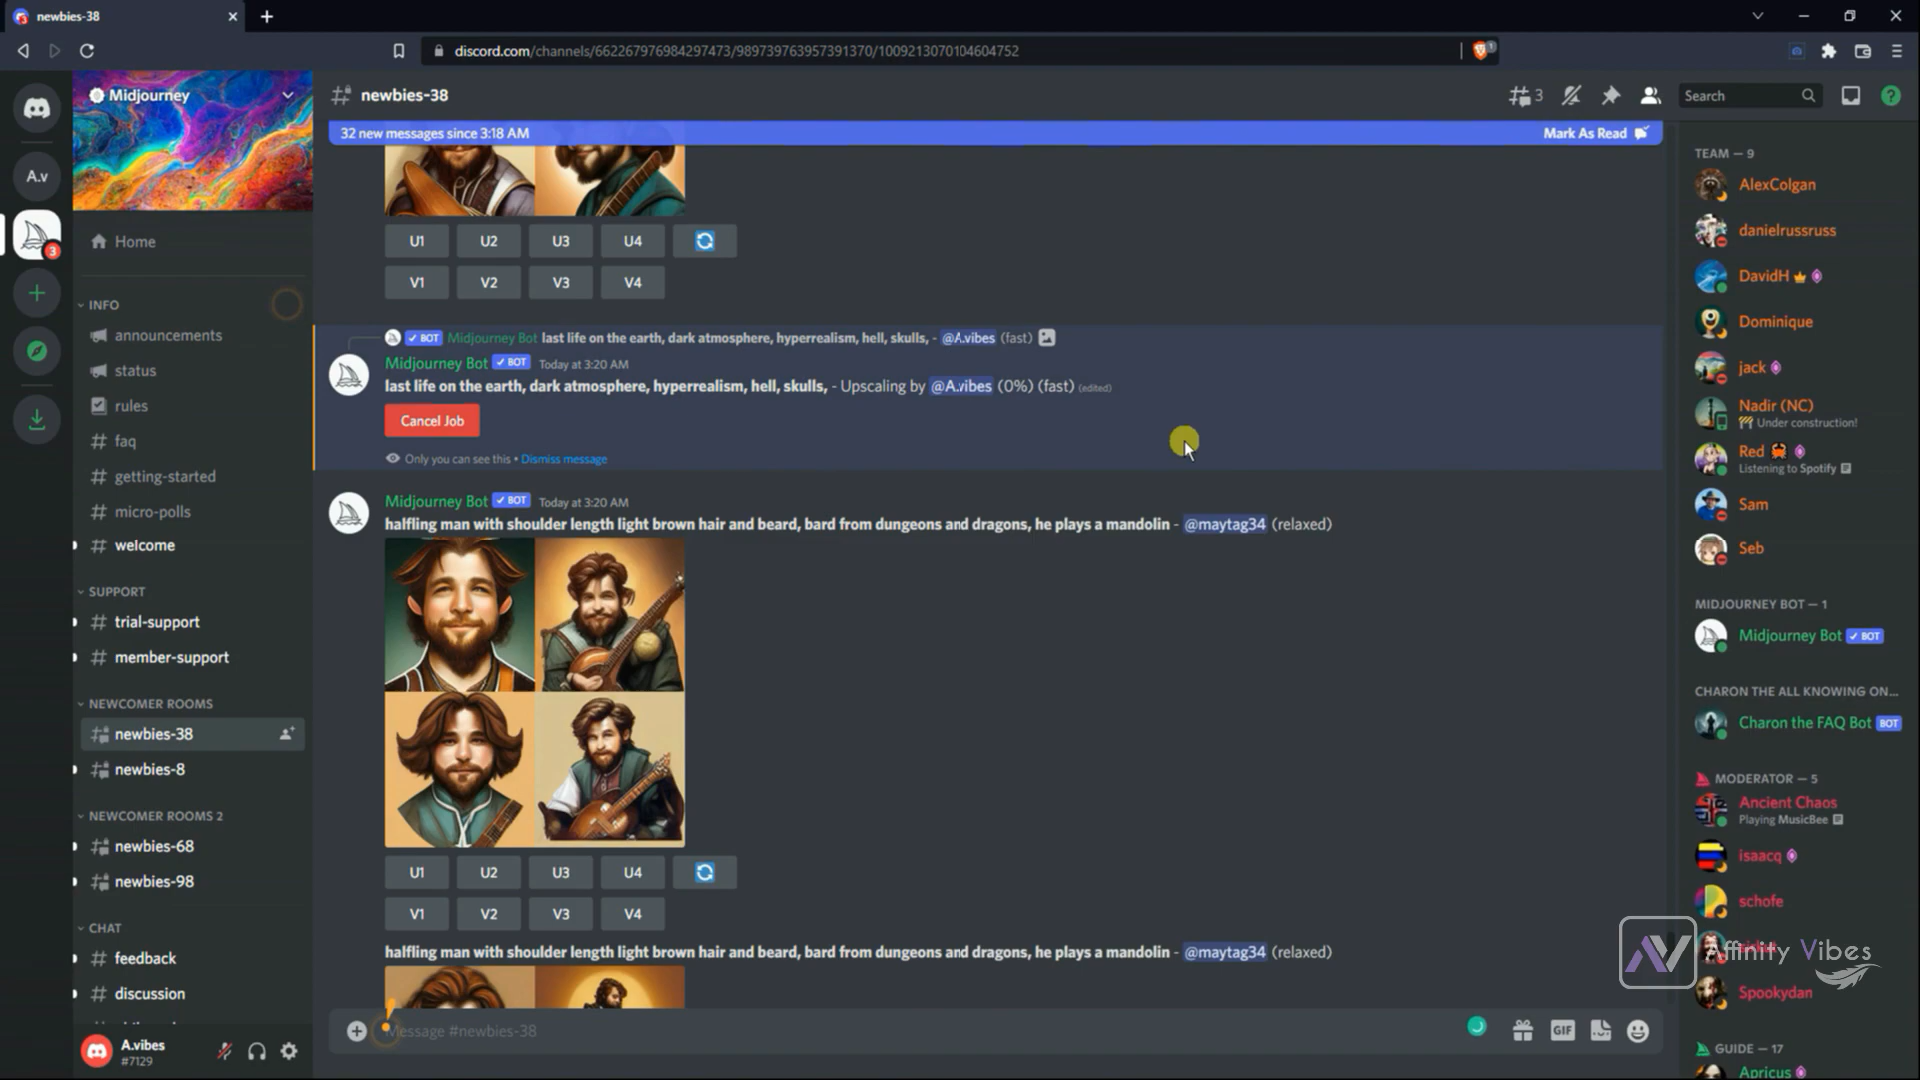 newbies-38
discord.com/channels/662267976984297473/989739763957391370/1009213070104604752
1
A.v
3
Midjourney
Home
INFO
announcements
status
rules
faq
getting-started
micro-polls
welcome
SUPPORT
trial-support
member-support
NEWCOMER ROOMS
newbies-38
newbies-8
NEWCOMER ROOMS 2
newbies-68
newbies-98
CHAT
feedback
discussion
A.vibes
#7129
newbies-38
3
Search
32 new messages since 3:18 AM
Mark As Read
U1 U2 U3 U4
V1 V2 V3 V4
BOT Midjourney Bot last life on the earth, dark atmosphere, hyperrealism, hell, skulls, - @A.vibes (fast)
Midjourney Bot BOT Today at 3:20 AM
last life on the earth, dark atmosphere, hyperrealism, hell, skulls, - Upscaling by @A.vibes (0%) (fast) (edited)
Cancel Job
Only you can see this • Dismiss message
Midjourney Bot BOT Today at 3:20 AM
halfling man with shoulder length light brown hair and beard, bard from dungeons and dragons, he plays a mandolin - @maytag34 (relaxed)
U1 U2 U3 U4
V1 V2 V3 V4
halfling man with shoulder length light brown hair and beard, bard from dungeons and dragons, he plays a mandolin - @maytag34 (relaxed)
Message #newbies-38
GIF
TEAM — 9
AlexColgan
danielrussruss
DavidH
Dominique
jack
Nadir (NC)
Under construction!
Red
Listening to Spotify
Sam
Seb
MIDJOURNEY BOT — 1
Midjourney Bot BOT
CHARON THE ALL KNOWING ON...
Charon the FAQ Bot BOT
MODERATOR — 5
Ancient Chaos
Playing MusicBee
isaacq
schofe
Affinity Vibes
Spookydan
GUIDE — 17
Apricus